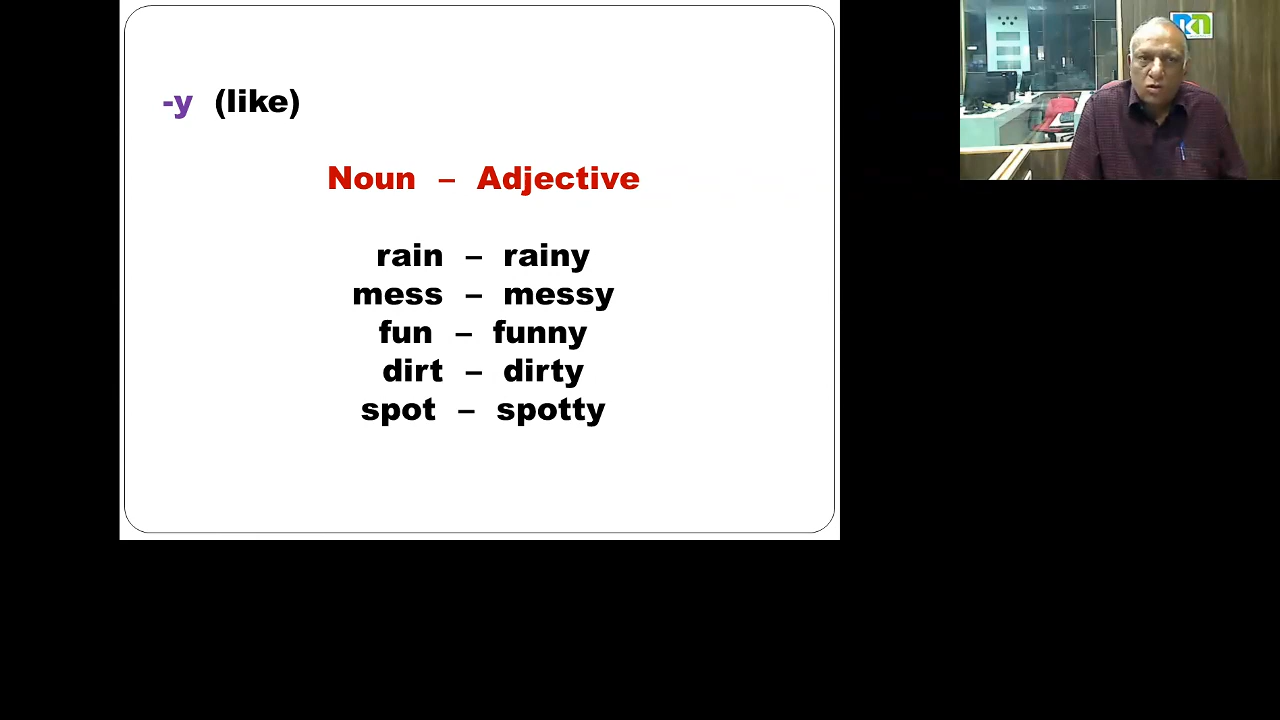 -y (like)
Noun – Adjective
rain – rainy
mess – messy
fun – funny
dirt – dirty
spot – spotty